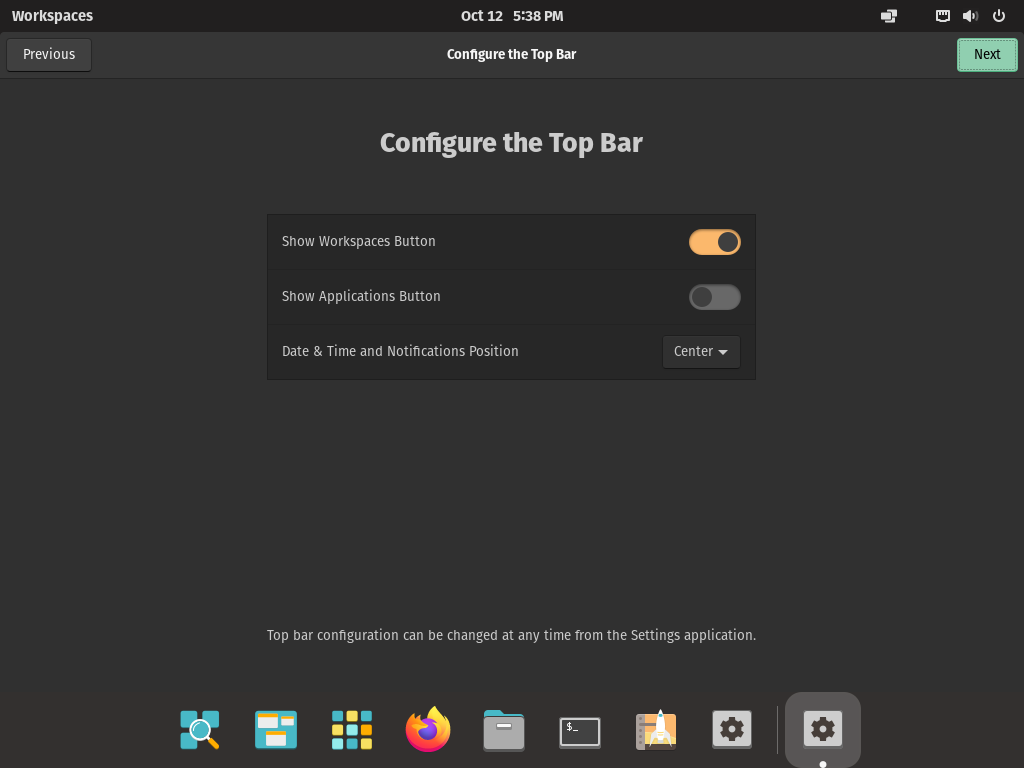 Workspaces
Oct 12 5:38 PM
Previous
Configure the Top Bar
Next
Configure the Top Bar
Show Workspaces Button
Show Applications Button
Date & Time and Notifications Position
Center
Top bar configuration can be changed at any time from the Settings application.
$_